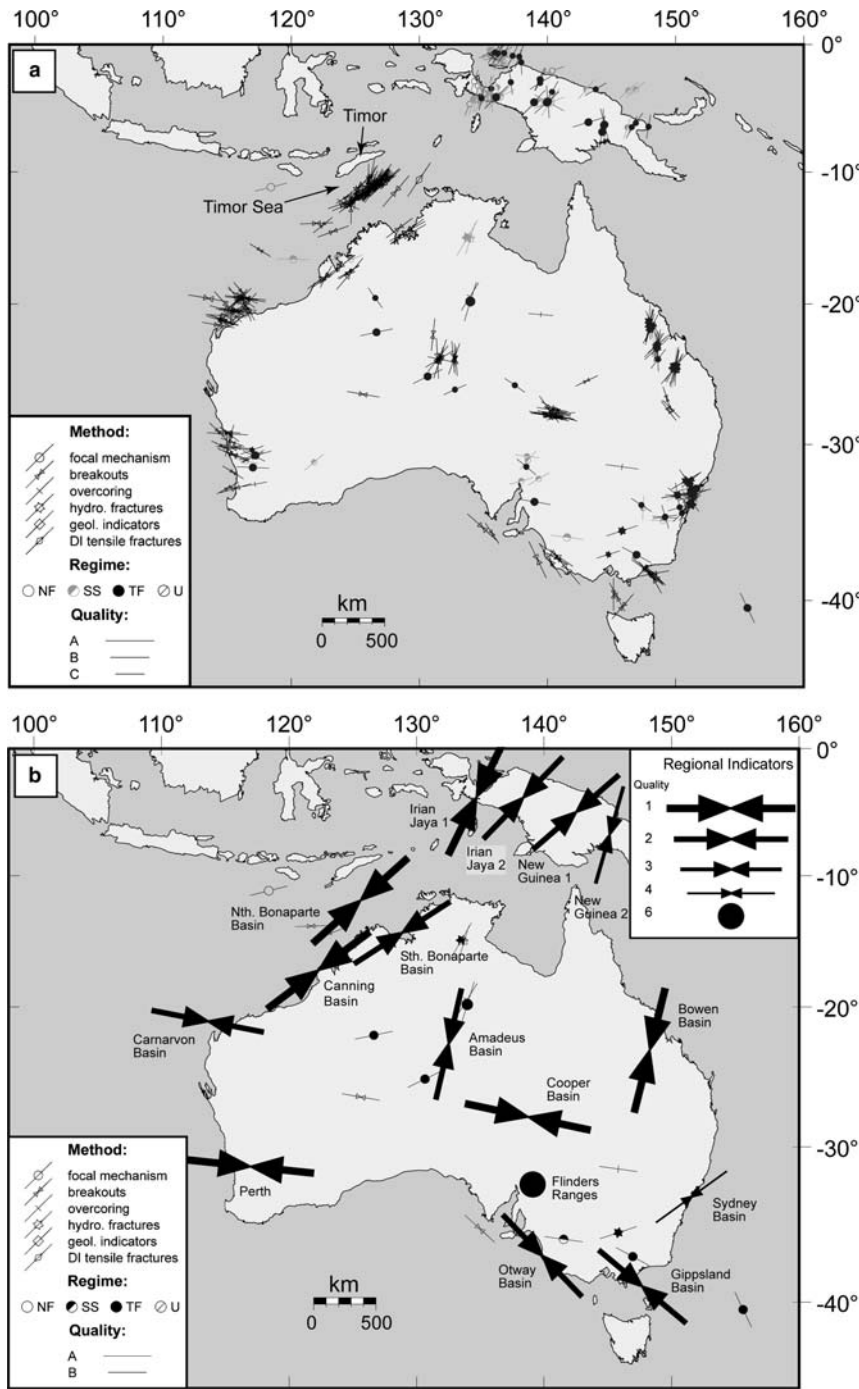 100° 110° 120° 130° 140° 150° 160°
a
0°
Timor
-10°
Timor Sea
-20°
Method:
focal mechanism
breakouts
overcoring
hydro. fractures
geol. indicators
DI tensile fractures
Regime:
NF SS TF U
Quality:
A
B
C
-30°
km
0 500
-40°
100° 110° 120° 130° 140° 150° 160°
b
0°
Regional Indicators
Quality
1
2
3
4
6
Irian
Jaya 1
Irian
Jaya 2
New
Guinea 1
New
Guinea 2
-10°
Nth. Bonaparte
Basin
Sth. Bonaparte
Basin
Canning
Basin
Carnarvon
Basin
-20°
Bowen
Basin
Amadeus
Basin
Cooper
Basin
-30°
Perth
Flinders
Ranges
Sydney
Basin
Otway
Basin
Gippsland
Basin
-40°
Method:
focal mechanism
breakouts
overcoring
hydro. fractures
geol. indicators
DI tensile fractures
Regime:
NF SS TF U
Quality:
A
B
km
0 500